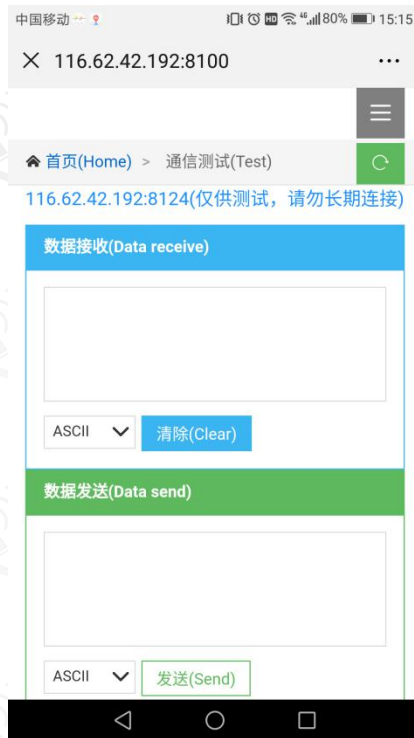 中国移动 HD 46 80% 15:15
116.62.42.192:8100
首页(Home) > 通信测试(Test)
116.62.42.192:8124(仅供测试，请勿长期连接)
数据接收(Data receive)
ASCII 清除(Clear)
数据发送(Data send)
ASCII 发送(Send)